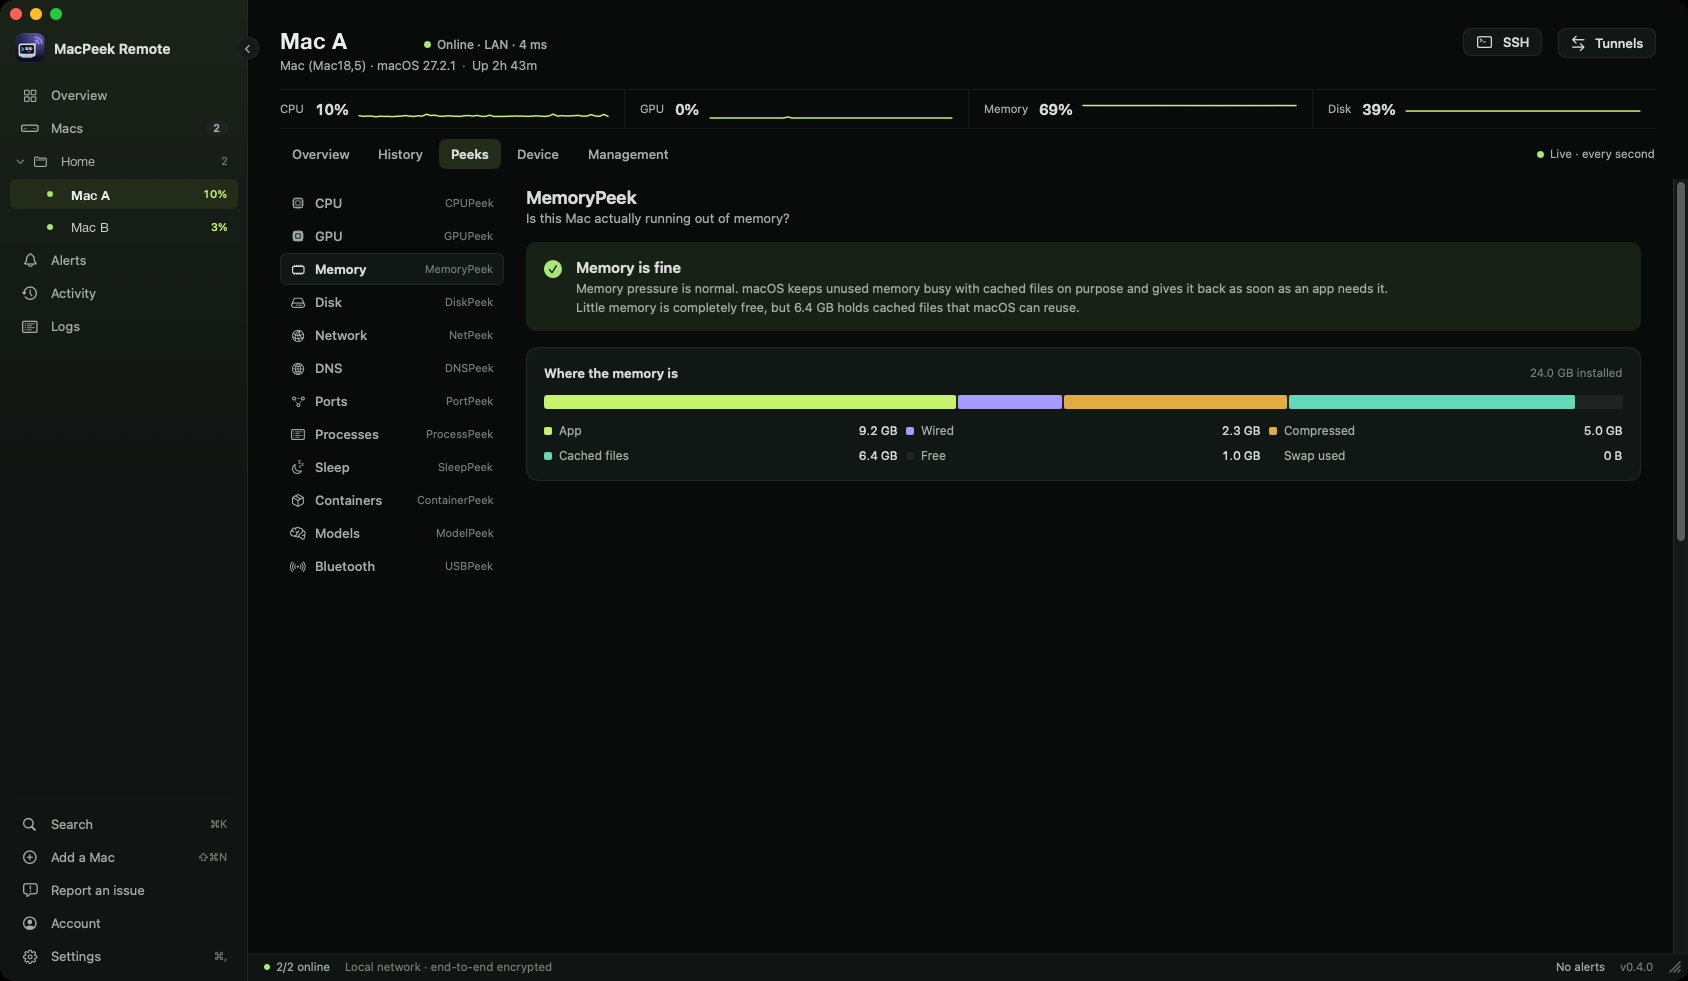 MacPeek Remote
Overview
Macs 2
Home 2
Mac A 10%
Mac B 3%
Alerts
Activity
Logs
Search ⌘K
Add a Mac ⇧⌘N
Report an issue
Account
Settings ⌘,
Mac A Online · LAN · 4 ms
Mac (Mac18,5) · macOS 27.2.1 · Up 2h 43m
SSH Tunnels
CPU 10% GPU 0% Memory 69% Disk 39%
Overview History Peeks Device Management Live · every second
CPU CPUPeek
GPU GPUPeek
Memory MemoryPeek
Disk DiskPeek
Network NetPeek
DNS DNSPeek
Ports PortPeek
Processes ProcessPeek
Sleep SleepPeek
Containers ContainerPeek
Models ModelPeek
Bluetooth USBPeek
MemoryPeek
Is this Mac actually running out of memory?
Memory is fine
Memory pressure is normal. macOS keeps unused memory busy with cached files on purpose and gives it back as soon as an app needs it.
Little memory is completely free, but 6.4 GB holds cached files that macOS can reuse.
Where the memory is 24.0 GB installed
App 9.2 GB Wired 2.3 GB Compressed 5.0 GB
Cached files 6.4 GB Free 1.0 GB Swap used 0 B
2/2 online Local network · end-to-end encrypted No alerts v0.4.0